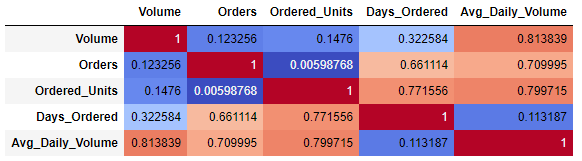 Volume Orders Ordered_Units Days_Ordered Avg_Daily_Volume
Volume 1 0.123256 0.1476 0.322584 0.813839
Orders 0.123256 1 0.00598768 0.661114 0.709995
Ordered_Units 0.1476 0.00598768 1 0.771556 0.799715
Days_Ordered 0.322584 0.661114 0.771556 1 0.113187
Avg_Daily_Volume 0.813839 0.709995 0.799715 0.113187 1